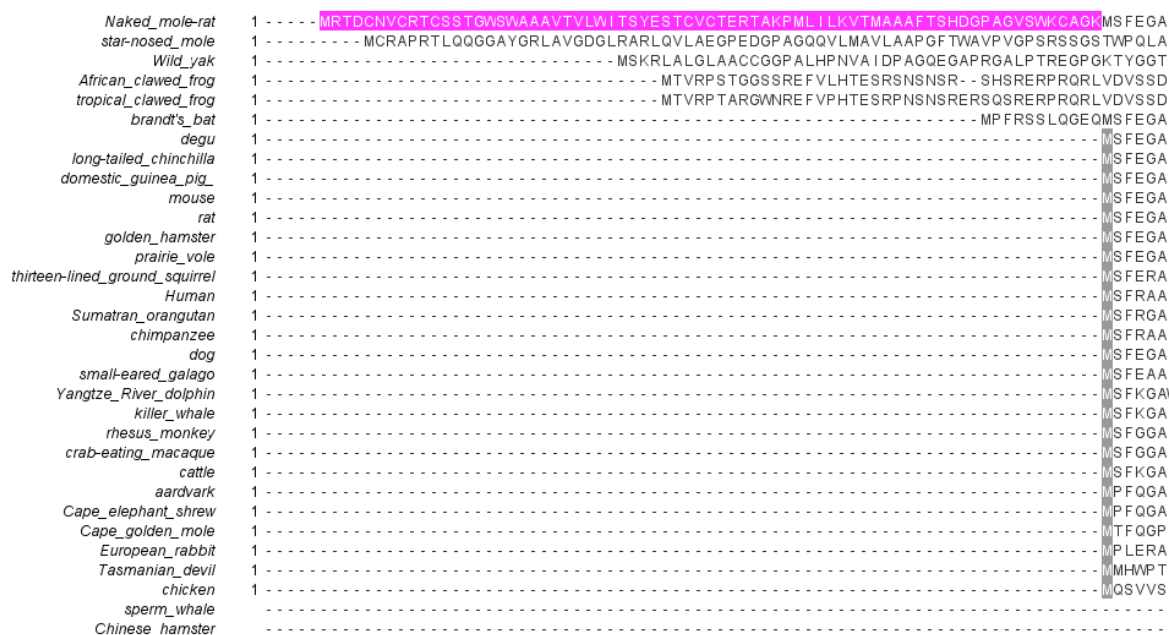 Naked_mole-rat 1 -----MRTDCNVCRTCSSTGWSWAAAVTVLWITSYESTCVCTERTAKPMLILKVTMAAAFTSHDGPAGVSWKCAGKMSFEGA
star-nosed_mole 1 ---------MCRAPRTLQQGGAYGRLAVGDGLRARLQVLAEGPEDGPAGQQVLMAVLAAPGFTWAVPVGPSRSSGSTWPQLA
Wild_yak 1 --------------------------------MSKRLALGLAACCGGPALHPNVAIDPAGQEGAPRGALPTREGPGKTYGGT
African_clawed_frog 1 ------------------------------------MTVRPSTGGSSREFVLHTESRSNSNSR--SHSRERPRQRLVDVSSD
tropical_clawed_frog 1 ------------------------------------MTVRPTARGWNREFVPHTESRPNSNSRERSQSRERPRQRLVDVSSD
brandt's_bat 1 -----------------------------------------------------------------MPFRSSLQGEQMSFEGA
degu 1 ----------------------------------------------------------------------------MSFEGA
long-tailed_chinchilla 1 ----------------------------------------------------------------------------MSFEGA
domestic_guinea_pig_ 1 ----------------------------------------------------------------------------MSFEGA
mouse 1 ----------------------------------------------------------------------------MSFEGA
rat 1 ----------------------------------------------------------------------------MSFEGA
golden_hamster 1 ----------------------------------------------------------------------------MSFEGA
prairie_vole 1 ----------------------------------------------------------------------------MSFEGA
thirteen-lined_ground_squirrel 1 ----------------------------------------------------------------------------MSFERA
Human 1 ----------------------------------------------------------------------------MSFRAA
Sumatran_orangutan 1 ----------------------------------------------------------------------------MSFRGA
chimpanzee 1 ----------------------------------------------------------------------------MSFRAA
dog 1 ----------------------------------------------------------------------------MSFEGA
small-eared_galago 1 ----------------------------------------------------------------------------MSFEAA
Yangtze_River_dolphin 1 ----------------------------------------------------------------------------MSFKGA
killer_whale 1 ----------------------------------------------------------------------------MSFKGA
rhesus_monkey 1 ----------------------------------------------------------------------------MSFGGA
crab-eating_macaque 1 ----------------------------------------------------------------------------MSFGGA
cattle 1 ----------------------------------------------------------------------------MSFKGA
aardvark 1 ----------------------------------------------------------------------------MPFQGA
Cape_elephant_shrew 1 ----------------------------------------------------------------------------MPFQGA
Cape_golden_mole 1 ----------------------------------------------------------------------------MTFQGP
European_rabbit 1 ----------------------------------------------------------------------------MPLERA
Tasmanian_devil 1 ----------------------------------------------------------------------------MMHWPT
chicken 1 ----------------------------------------------------------------------------MQSVVS
sperm_whale ----------------------------------------------------------------------------------
Chinese_hamster ----------------------------------------------------------------------------------